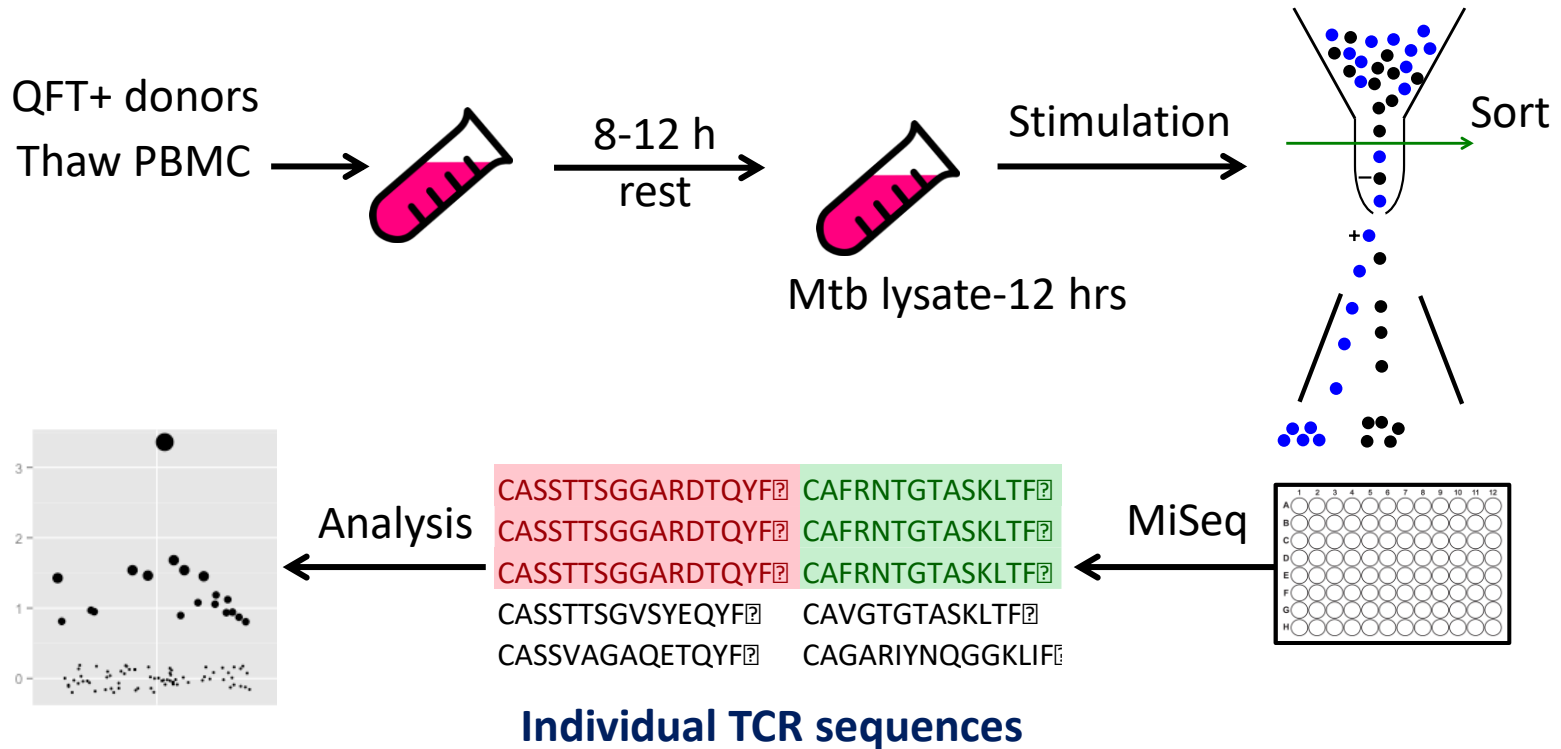 QFT+ donors
Thaw PBMC
8-12 h
rest
Mtb lysate-12 hrs
Stimulation
Sort
–
+
1 2 3 4 5 6 7 8 9 10 11 12
A
B
C
D
E
F
G
H
MiSeq
CASSTTSGGARDTQYF⍰ CAFRNTGTASKLTF⍰
CASSTTSGGARDTQYF⍰ CAFRNTGTASKLTF⍰
CASSTTSGGARDTQYF⍰ CAFRNTGTASKLTF⍰
CASSTTSGVSYEQYF⍰ CAVGTGTASKLTF⍰
CASSVAGAQETQYF⍰ CAGARIYNQGGKLIF⍰
Individual TCR sequences
Analysis
3
2
1
0